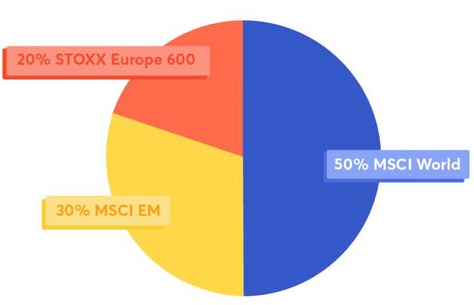 20% STOXX Europe 600
50% MSCI World
30% MSCI EM